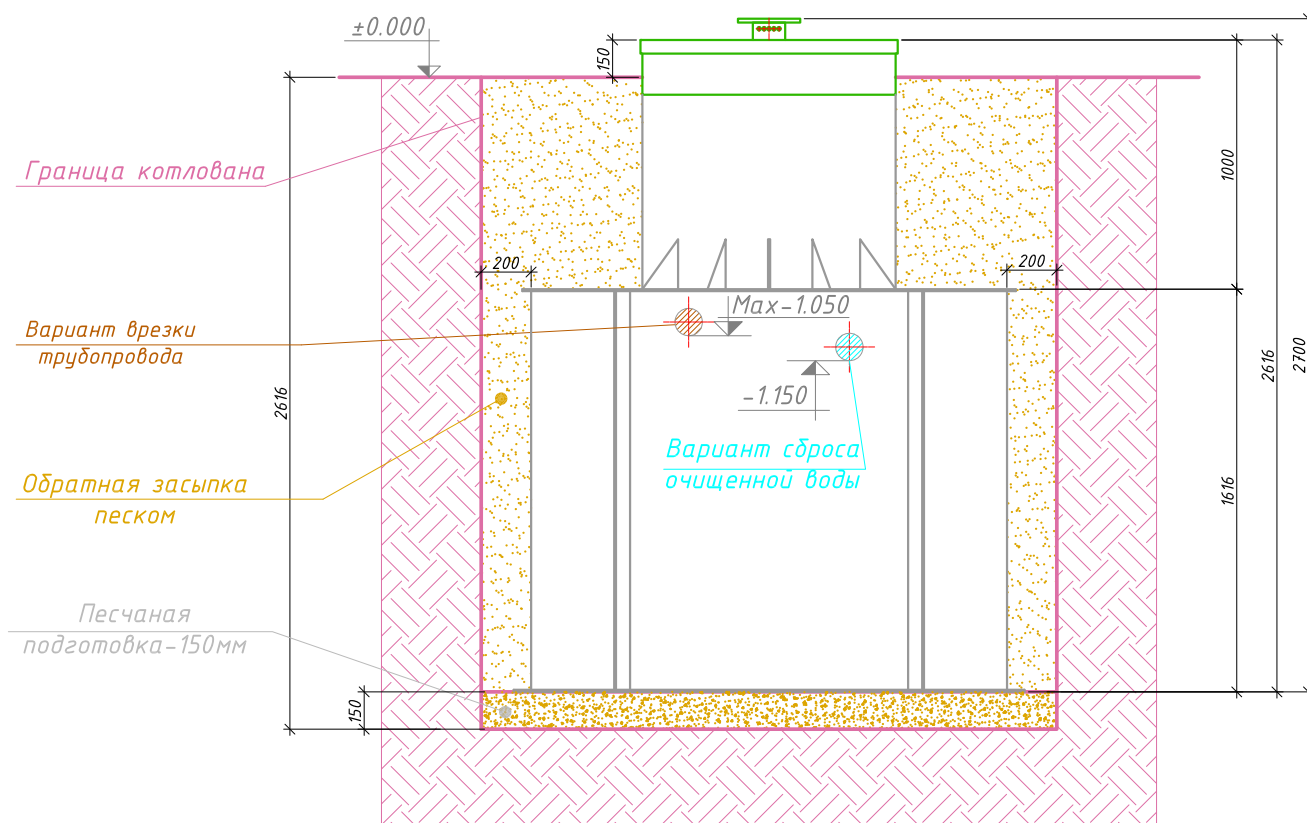 ±0.000
150
Граница котлована
1000
200
200
Max-1.050
Вариант врезки
трубопровода
2616
2700
2616
-1.150
Вариант сброса
очищенной воды
Обратная засыпка
песком
1616
Песчаная
подготовка-150мм
150